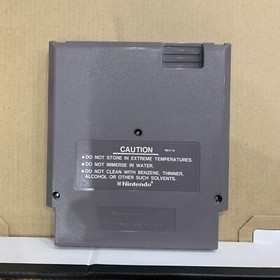 CAUTION REV-A
●DO NOT STORE IN EXTREME TEMPERATURES.
●DO NOT IMMERSE IN WATER.
●DO NOT CLEAN WITH BENZENE, THINNER,
ALCOHOL OR OTHER SUCH SOLVENTS.
Nintendo®